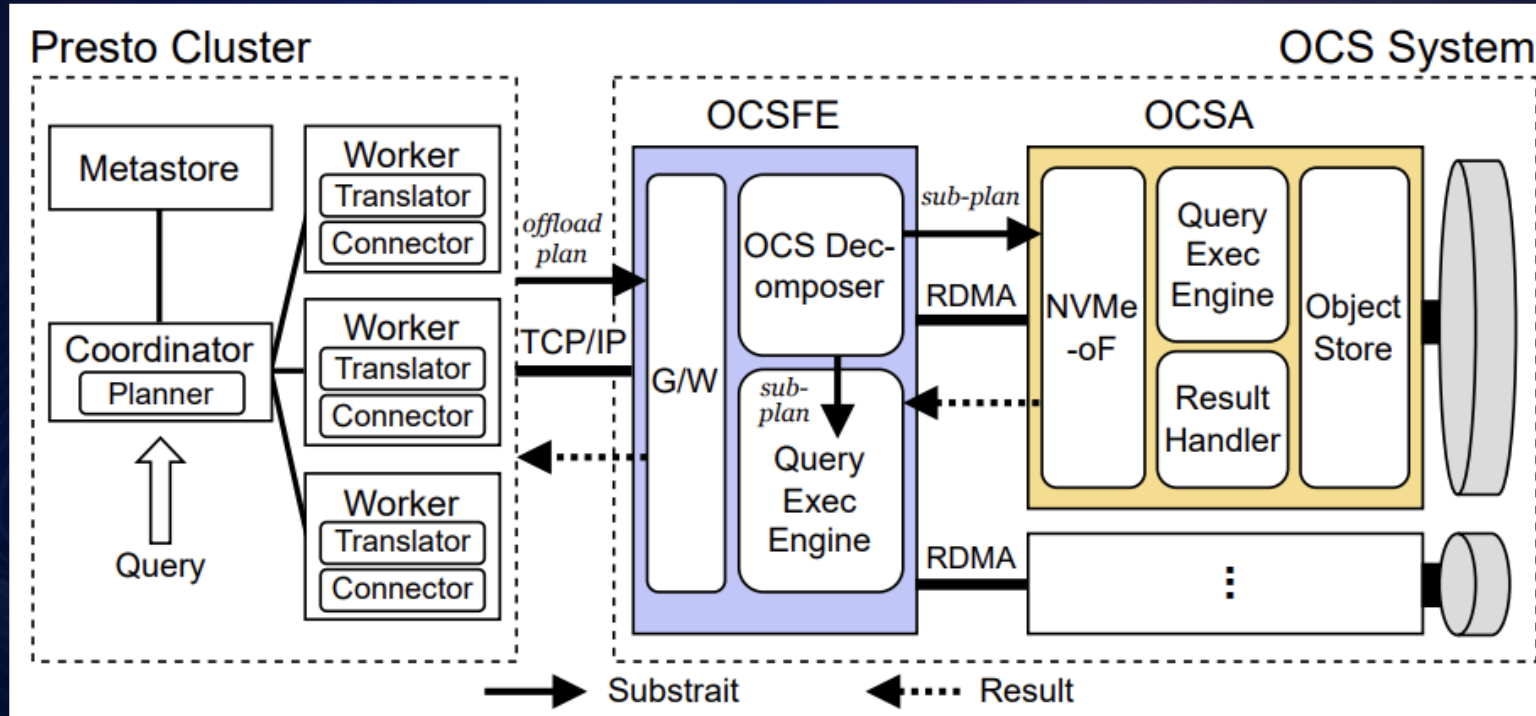 Presto Cluster
OCS System
Metastore
Coordinator
Planner
Query
Worker
Translator
Connector
Worker
Translator
Connector
Worker
Translator
Connector
offload
plan
TCP/IP
OCSFE
G/W
OCS Dec-
omposer
sub-
plan
Query
Exec
Engine
sub-plan
RDMA
RDMA
OCSA
NVMe
-oF
Query
Exec
Engine
Result
Handler
Object
Store
⋮
Substrait
Result